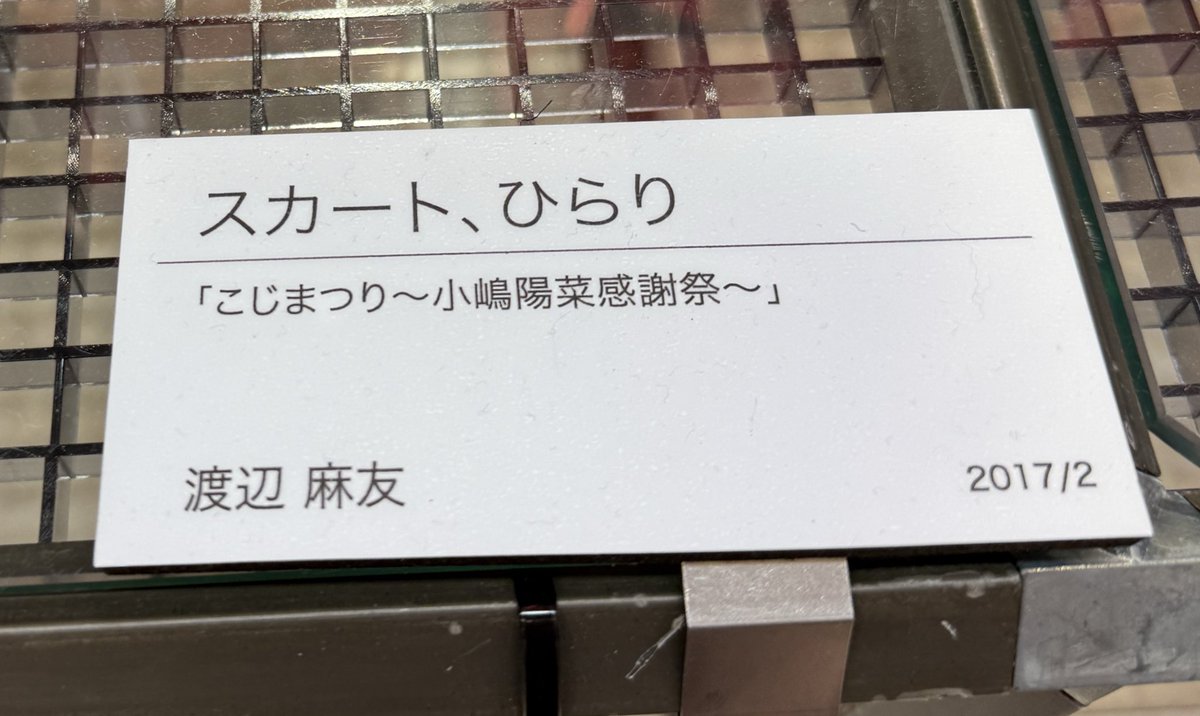 スカート、ひらり
「こじまつり〜小嶋陽菜感謝祭〜」
渡辺 麻友
2017/2